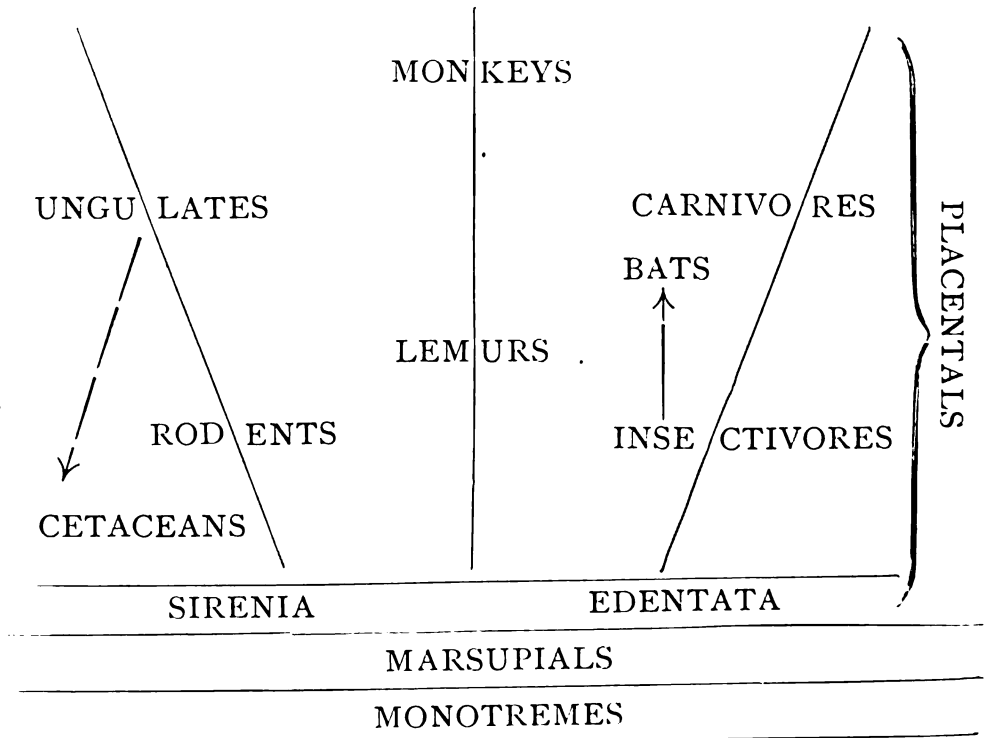 MONKEYS
UNGULATES
CARNIVORES
BATS
LEMURS
RODENTS
INSECTIVORES
CETACEANS
PLACENTALS
SIRENIA
EDENTATA
MARSUPIALS
MONOTREMES